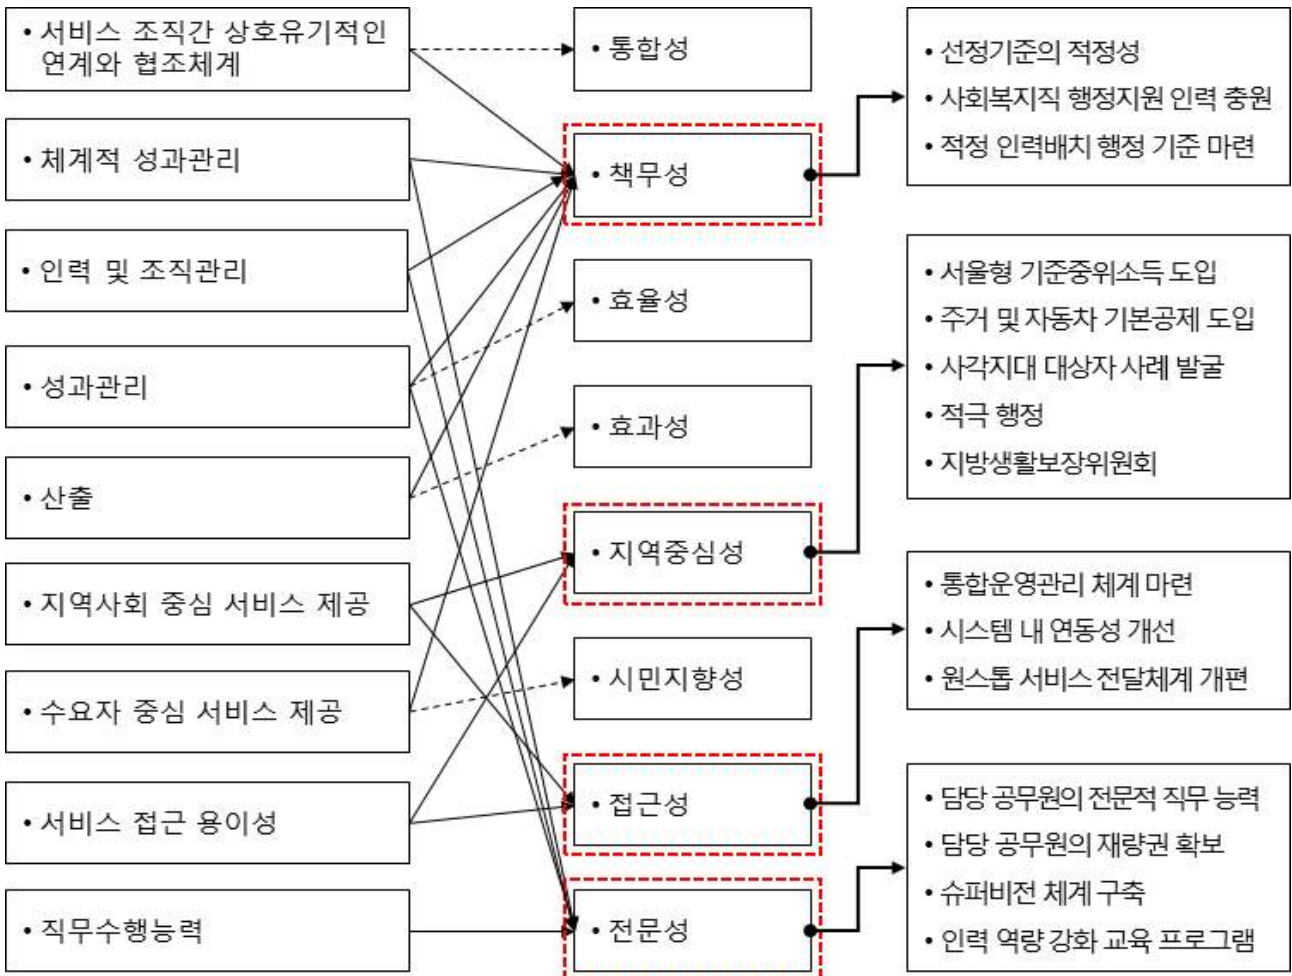 • 서비스 조직간 상호유기적인
연계와 협조체계
• 체계적 성과관리
• 인력 및 조직관리
• 성과관리
• 산출
• 지역사회 중심 서비스 제공
• 수요자 중심 서비스 제공
• 서비스 접근 용이성
• 직무수행능력
• 통합성
• 책무성
• 효율성
• 효과성
• 지역중심성
• 시민지향성
• 접근성
• 전문성
• 선정기준의 적정성
• 사회복지직 행정지원 인력 충원
• 적정 인력배치 행정 기준 마련
• 서울형 기준중위소득 도입
• 주거 및 자동차 기본공제 도입
• 사각지대 대상자 사례 발굴
• 적극 행정
• 지방생활보장위원회
• 통합운영관리 체계 마련
• 시스템 내 연동성 개선
• 원스톱 서비스 전달체계 개편
• 담당 공무원의 전문적 직무 능력
• 담당 공무원의 재량권 확보
• 슈퍼비전 체계 구축
• 인력 역량 강화 교육 프로그램